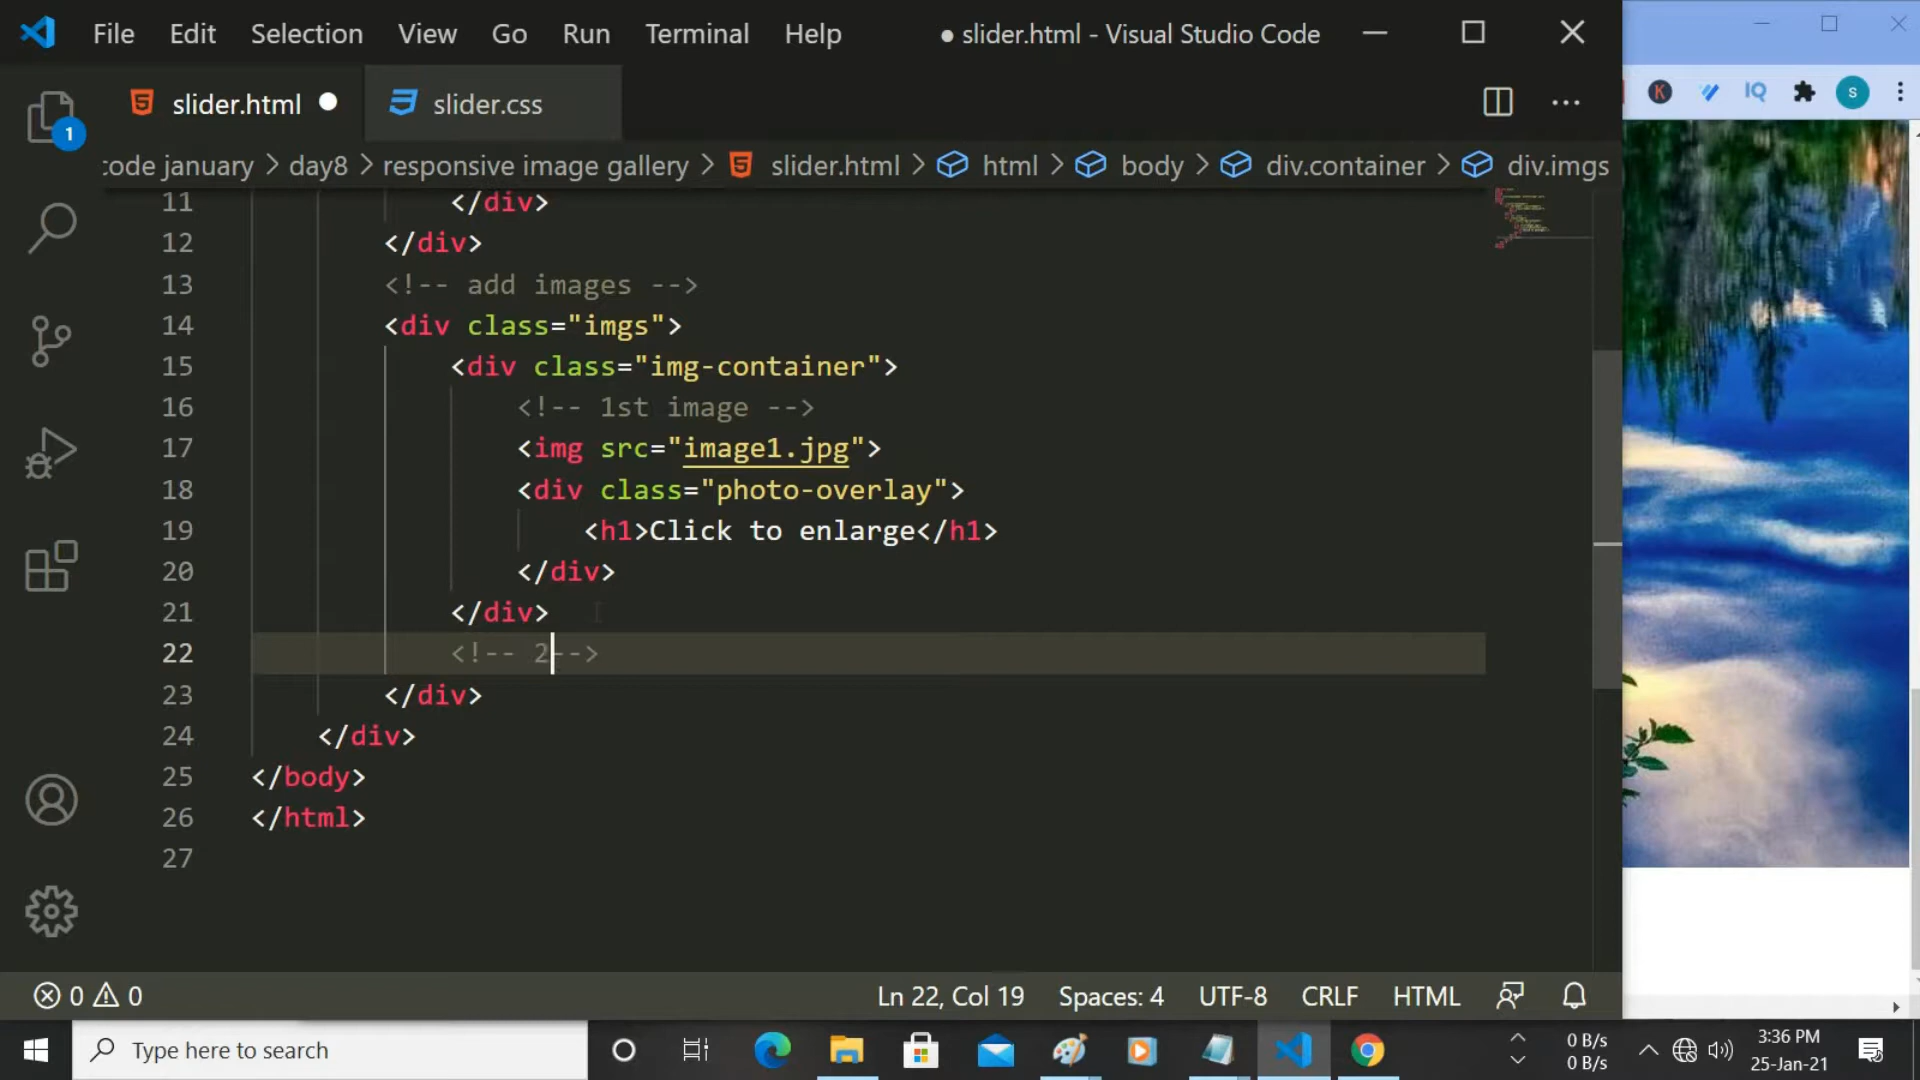 File Edit Selection View Go Run Terminal Help ● slider.html - Visual Studio Code
slider.html ● slider.css
K IQ s
1
code january > day8 > responsive image gallery > slider.html > html > body > div.container > div.imgs
11 </div>
12 </div>
13 <!-- add images -->
14 <div class="imgs">
15 <div class="img-container">
16 <!-- 1st image -->
17 <img src="image1.jpg">
18 <div class="photo-overlay">
19 <h1>Click to enlarge</h1>
20 </div>
21 </div>
22 <!-- 2-->
23 </div>
24 </div>
25 </body>
26 </html>
27
0 0 Ln 22, Col 19 Spaces: 4 UTF-8 CRLF HTML
Type here to search
0 B/s
0 B/s
3:36 PM
25-Jan-21